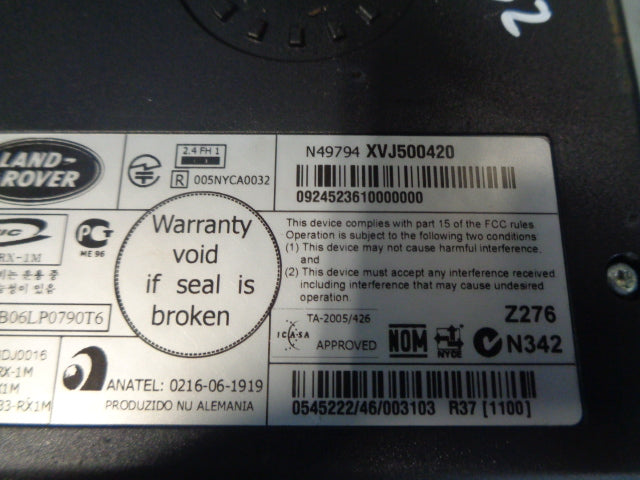 32
LAND-
ROVER
2.4 FH 1
R 005NYCA0032
N49794 XVJ500420
0924523610000000
RX-1M
ME 96
B06LP0790T6
Warranty
void
if seal is
broken
This device complies with part 15 of the FCC rules
Operation is subject to the following two conditions
(1) This device may not cause harmful interference,
and
(2) This device must accept any interference received
including interference that may cause undesired
operation.
TA-2005/426
ICASA
APPROVED
NOM
NYCE
Z276
N342
DJ0016
RX-1M
X1M
33-RX1M
ANATEL: 0216-06-1919
PRODUZIDO NU ALEMANIA
0545222/46/003103 R37 [1100]